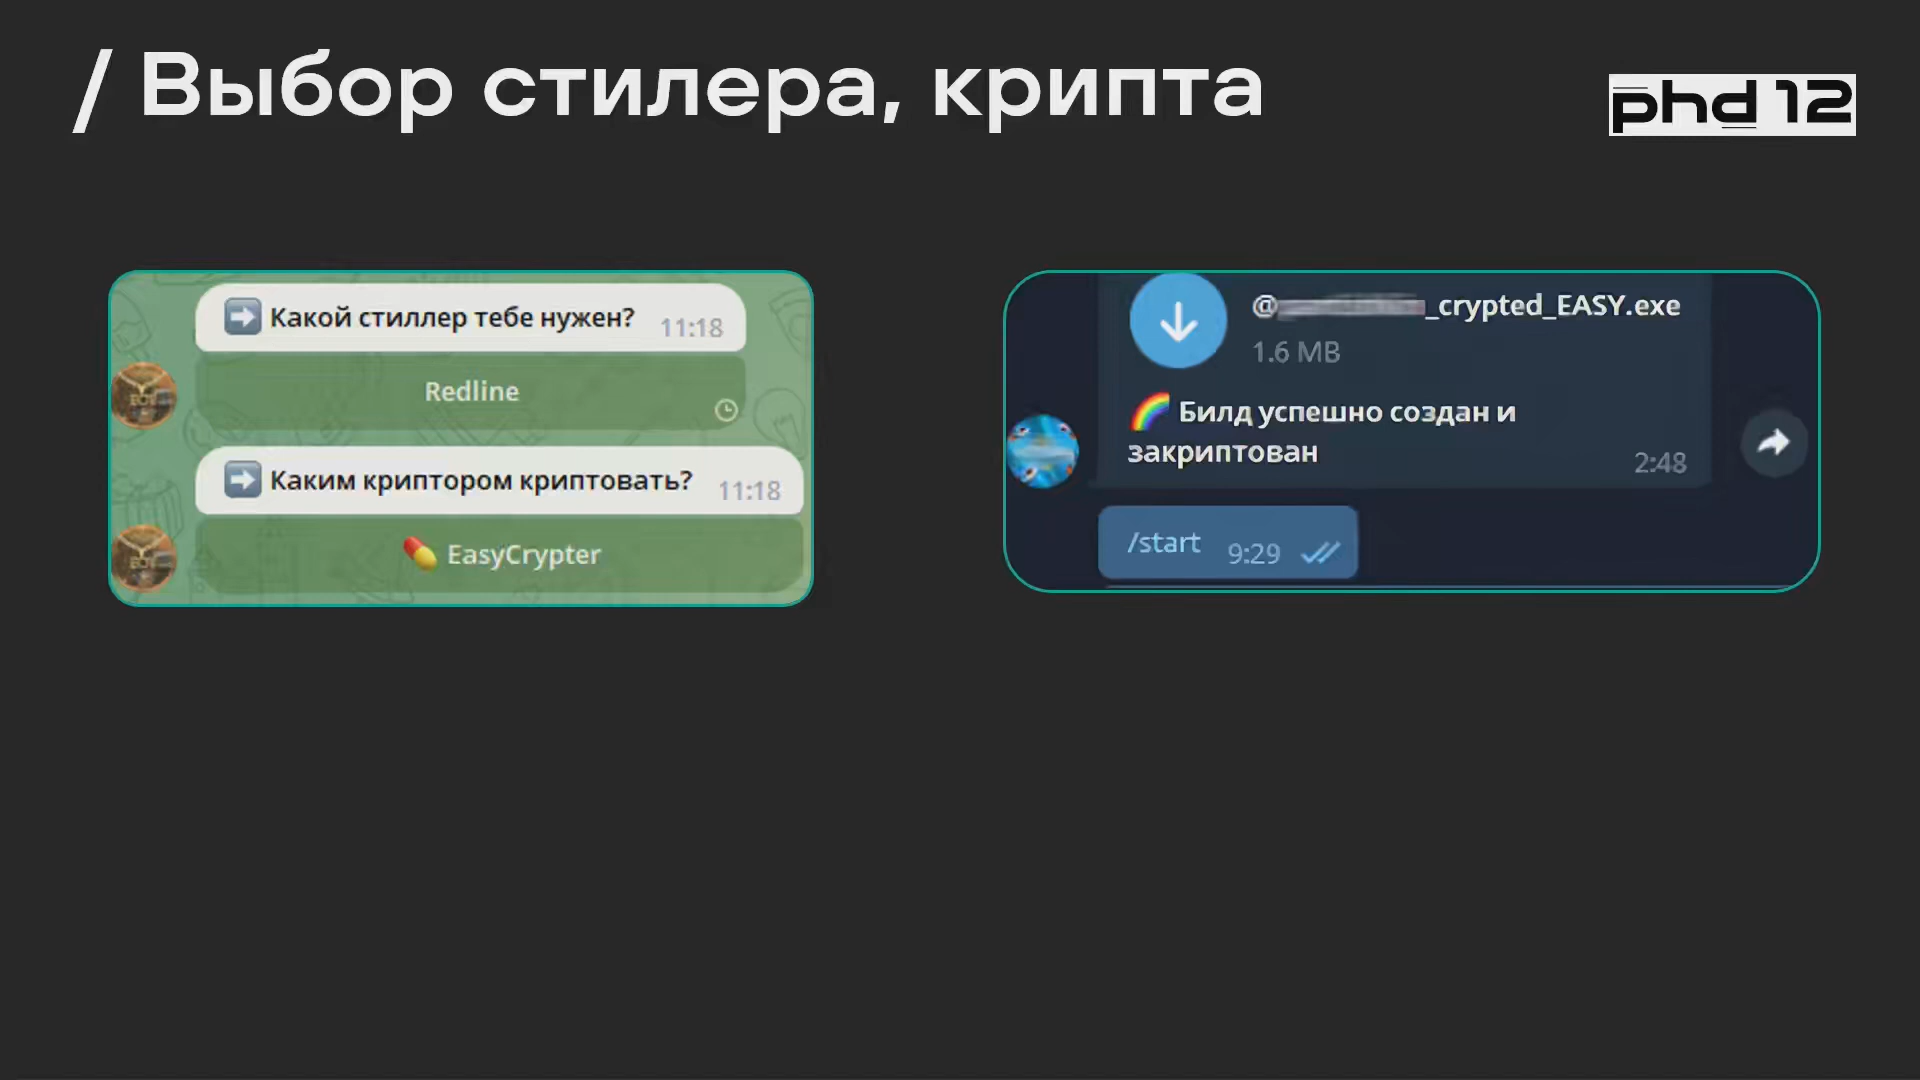 / Выбор стилера, крипта
phd 12
Какой стиллер тебе нужен? 11:18
Redline
Каким криптором криптовать? 11:18
EasyCrypter
@
_crypted_EASY.exe
1.6 MB
Билд успешно создан и
закриптован 2:48
/start 9:29